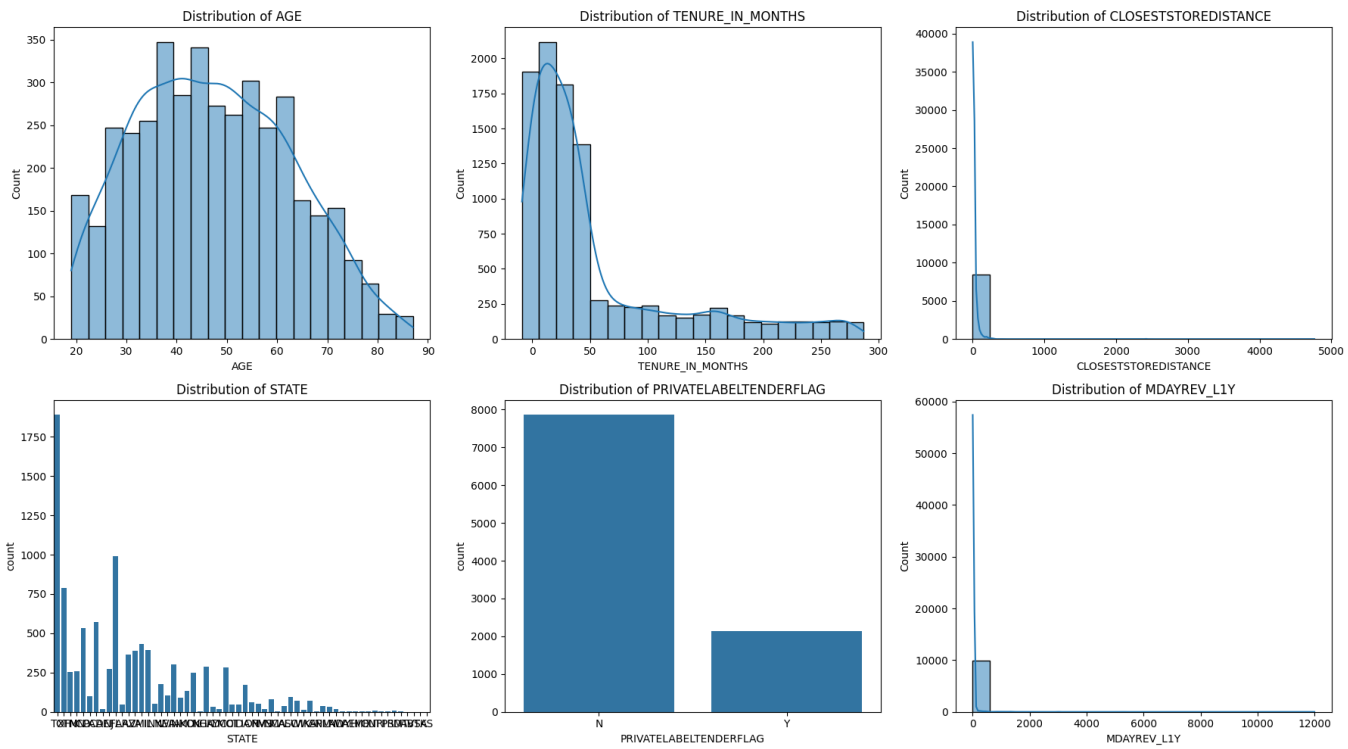 Distribution of AGE
Count
350
300
250
200
150
100
50
0
20 30 40 50 60 70 80 90
AGE
Distribution of TENURE_IN_MONTHS
Count
2000
1750
1500
1250
1000
750
500
250
0
0 50 100 150 200 250 300
TENURE_IN_MONTHS
Distribution of CLOSESTSTOREDISTANCE
Count
40000
35000
30000
25000
20000
15000
10000
5000
0
0 1000 2000 3000 4000 5000
CLOSESTSTOREDISTANCE
Distribution of STATE
count
1750
1500
1250
1000
750
500
250
0
STATE
Distribution of PRIVATELABELTENDERFLAG
count
8000
7000
6000
5000
4000
3000
2000
1000
0
N Y
PRIVATELABELTENDERFLAG
Distribution of MDAYREV_L1Y
Count
60000
50000
40000
30000
20000
10000
0
0 2000 4000 6000 8000 10000 12000
MDAYREV_L1Y